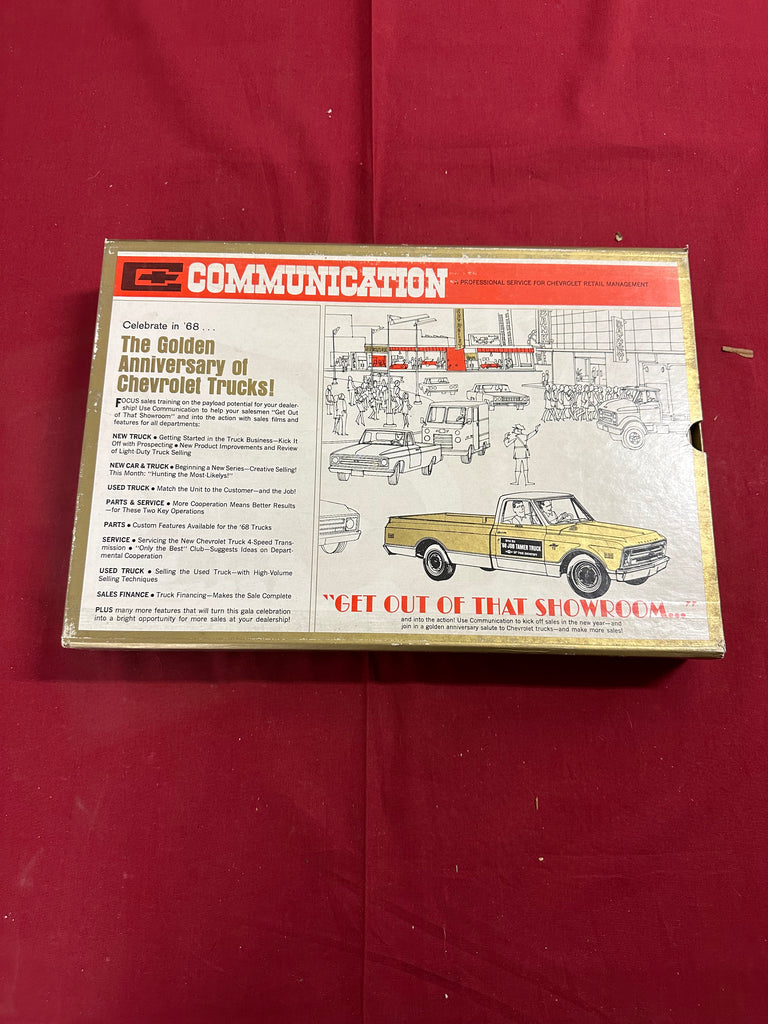 COMMUNICATION
A PROFESSIONAL SERVICE FOR CHEVROLET RETAIL MANAGEMENT
Celebrate in '68 . . .
The Golden
Anniversary of
Chevrolet Trucks!
FOCUS sales training on the payload potential for your dealer-
ship! Use Communication to help your salesmen "Get Out
of That Showroom" and into the action with sales films and
features for all departments:
NEW TRUCK • Getting Started in the Truck Business—Kick It
Off with Prospecting • New Product Improvements and Review
of Light-Duty Truck Selling
NEW CAR & TRUCK • Beginning a New Series—Creative Selling!
This Month: "Hunting the Most-Likelys!"
USED TRUCK • Match the Unit to the Customer—and the Job!
PARTS & SERVICE • More Cooperation Means Better Results
—for These Two Key Operations
PARTS • Custom Features Available for the '68 Trucks
SERVICE • Servicing the New Chevrolet Truck 4-Speed Trans-
mission • "Only the Best" Club—Suggests Ideas on Depart-
mental Cooperation
USED TRUCK • Selling the Used Truck—with High-Volume
Selling Techniques
SALES FINANCE • Truck Financing—Makes the Sale Complete
PLUS many more features that will turn this gala celebration
into a bright opportunity for more sales at your dealership!
'68 JOB TAMER TRUCK
"GET OUT OF THAT SHOWROOM..."
and into the action! Use Communication to kick off sales in the new year—and
join in a golden anniversary salute to Chevrolet trucks—and make more sales!